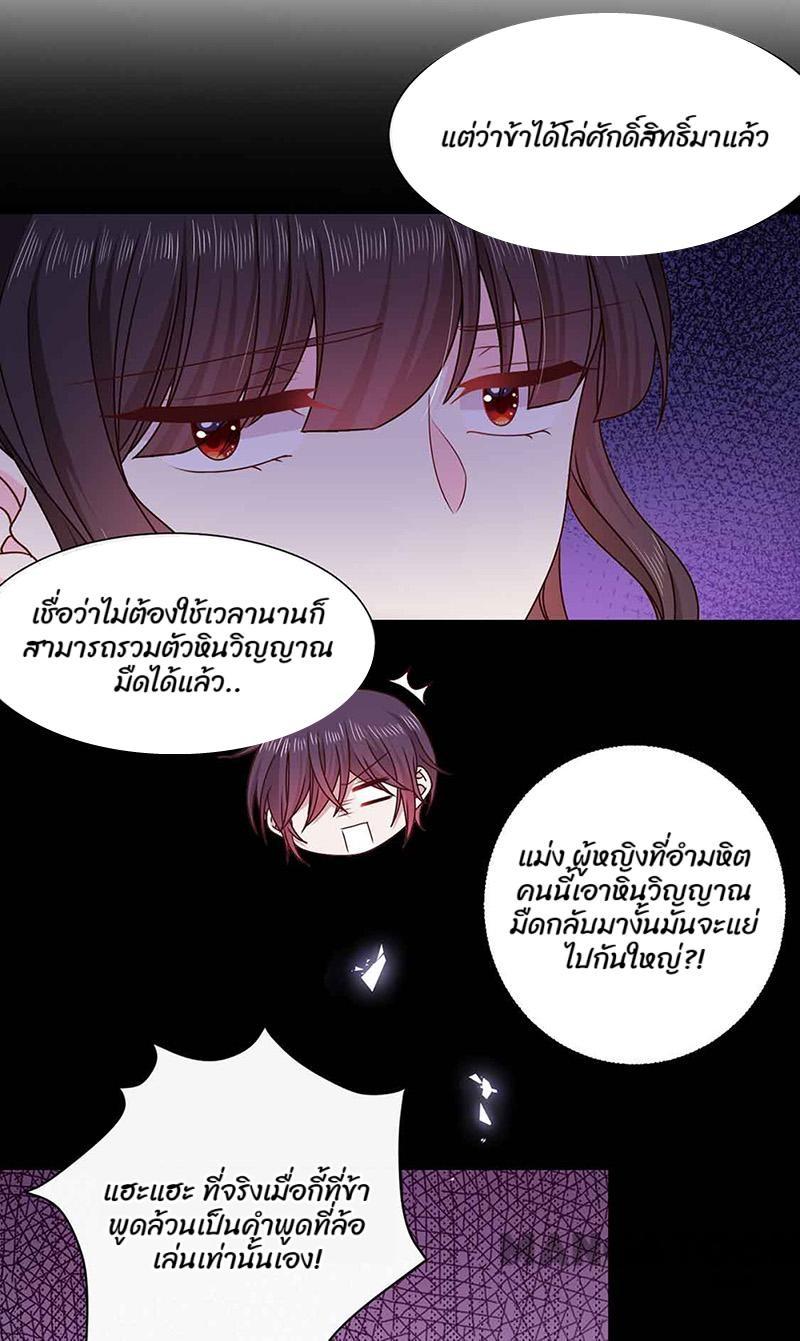 แต่ว่าข้าได้โล่ศักดิ์สิทธิ์มาแล้ว
เชื่อว่าไม่ต้องใช้เวลานานก็
สามารถรวมตัวหินวิญญาณ
มืดได้แล้ว..
แม่ง ผู้หญิงที่อำมหิต
คนนี้เอาหินวิญญาณ
มืดกลับมางั้นมันจะแย่
ไปกันใหญ่?!
แฮะแฮะ ที่จริงเมื่อกี้ที่ข้า
พูดล้วนเป็นคำพูดที่ล้อ
เล่นเท่านั้นเอง!